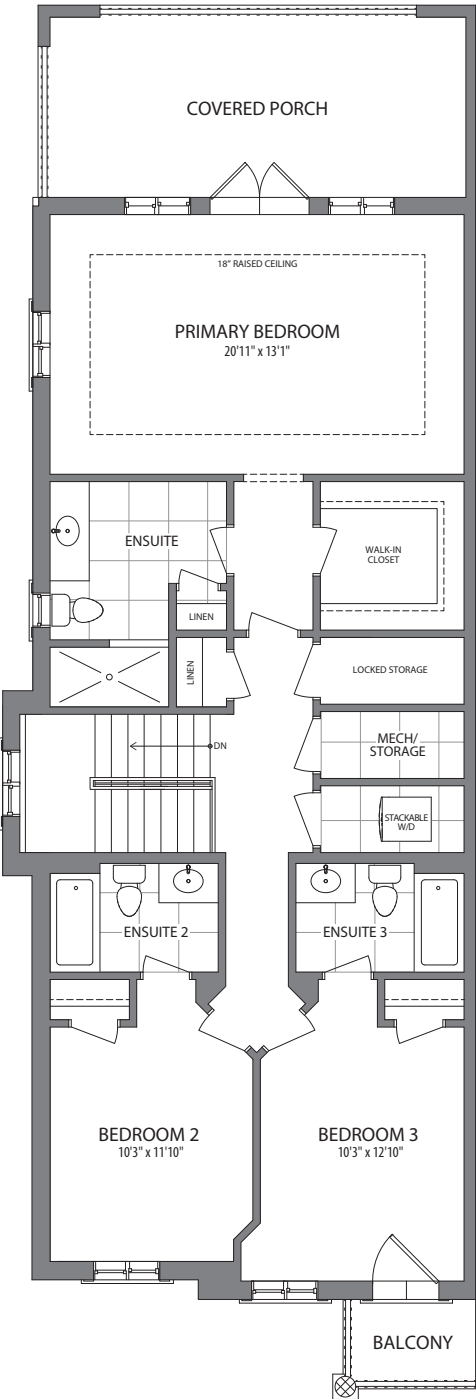 COVERED PORCH
18" RAISED CEILING
PRIMARY BEDROOM
20'11" x 13'1"
ENSUITE
WALK-IN
CLOSET
LINEN
LINEN
LOCKED STORAGE
MECH/
STORAGE
DN
STACKABLE
W/D
ENSUITE 2
ENSUITE 3
BEDROOM 2
10'3" x 11'10"
BEDROOM 3
10'3" x 12'10"
BALCONY